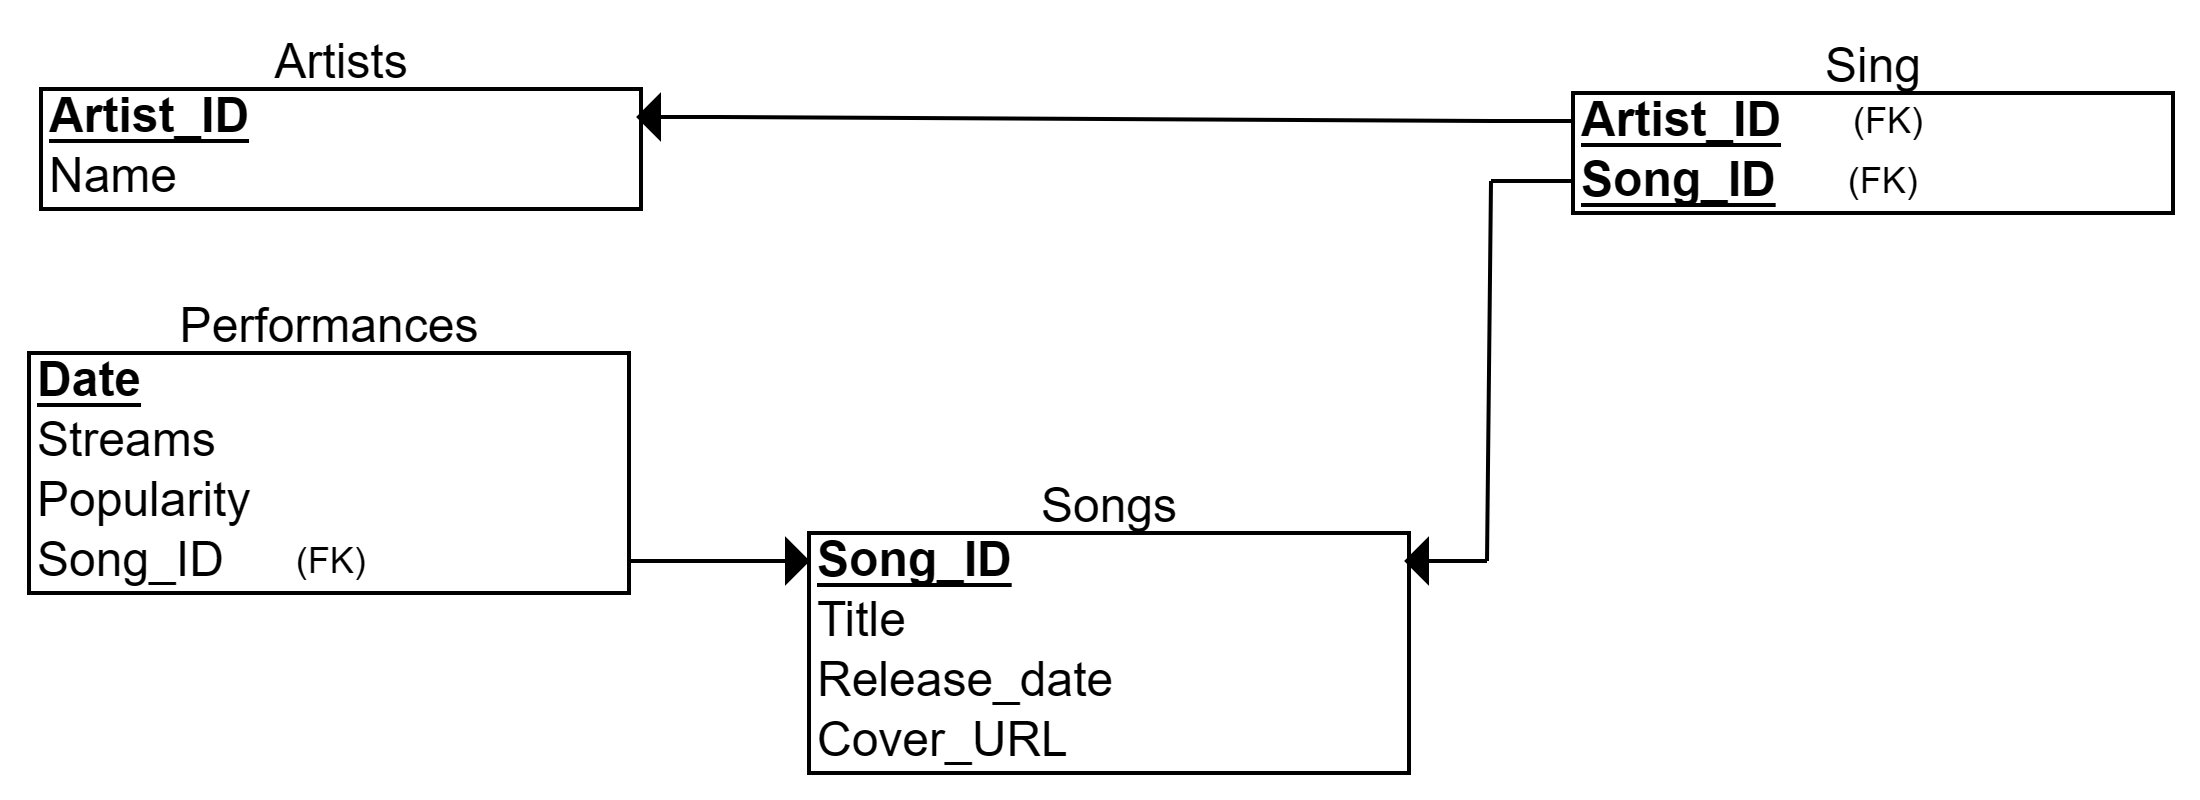 Artists
Artist_ID
Name
Sing
Artist_ID (FK)
Song_ID (FK)
Performances
Date
Streams
Popularity
Song_ID (FK)
Songs
Song_ID
Title
Release_date
Cover_URL